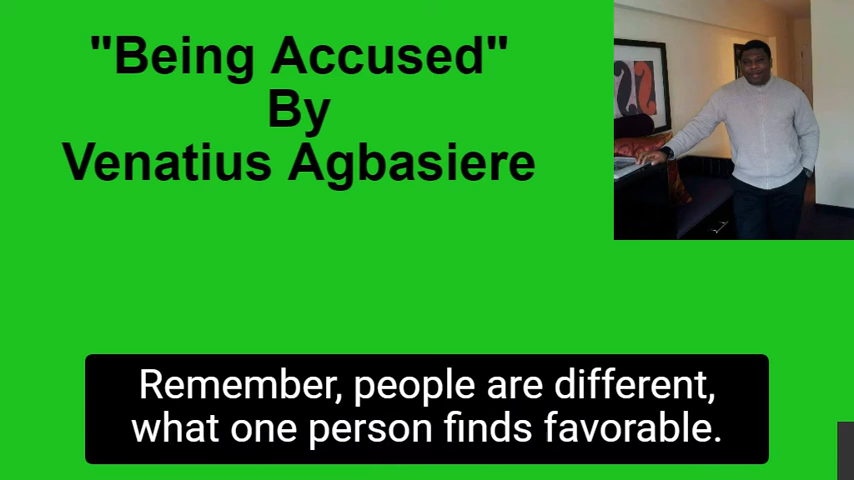 "Being Accused"
By
Venatius Agbasiere
Remember, people are different,
what one person finds favorable.